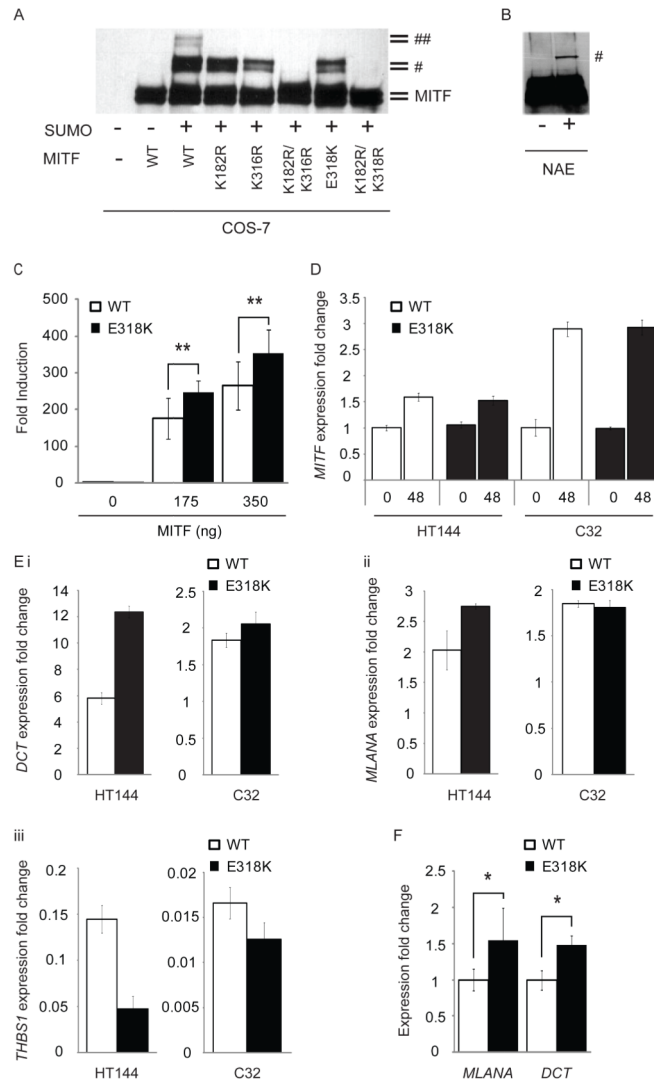 A
B
##
#
MITF
#
SUMO - - + + + + + +
MITF - WT WT K182R K316R K182R/K316R E318K K182R/K318R
COS-7
- +
NAE
C
WT
E318K
**
**
Fold Induction
500
400
300
200
100
0
0 175 350
MITF (ng)
D
WT
E318K
MITF expression fold change
3.5
3
2.5
2
1.5
1
0.5
0
0 48 0 48 0 48 0 48
HT144 C32
E i
WT
E318K
DCT expression fold change
14
12
10
8
6
4
2
0
HT144
2.5
2
1.5
1
0.5
0
C32
ii
WT
E318K
MLANA expression fold change
3
2.5
2
1.5
1
0.5
0
HT144
2
1.5
1
0.5
0
C32
iii
WT
E318K
THBS1 expression fold change
0.2
0.15
0.1
0.05
0
HT144
0.02
0.015
0.01
0.005
0
C32
F
WT
E318K
Expression fold change
2.5
2
1.5
1
0.5
0
*
*
MLANA DCT